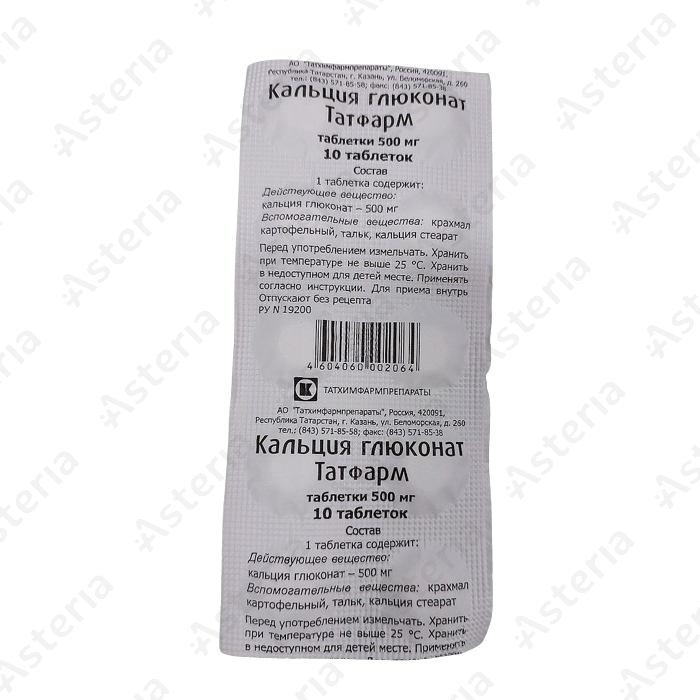 АО "Татхимфармпрепараты", Россия, 420091,
Республика Татарстан, г. Казань, ул. Беломорская, д. 260
тел.: (843) 571-85-58; факс: (843) 571-85-38
Кальция глюконат
Татфарм
таблетки 500 мг
10 таблеток
Состав
1 таблетка содержит:
Действующее вещество:
кальция глюконат – 500 мг
Вспомогательные вещества: крахмал
картофельный, тальк, кальция стеарат
Перед употреблением измельчать. Хранить
при температуре не выше 25 °С. Хранить
в недоступном для детей месте. Применять
согласно инструкции. Для приема внутрь
Отпускают без рецепта
РУ N 19200
4 604060 002064
ТАТХИМФАРМПРЕПАРАТЫ
АО "Татхимфармпрепараты", Россия, 420091,
Республика Татарстан, г. Казань, ул. Беломорская, д. 260
тел.: (843) 571-85-58; факс: (843) 571-85-38
Кальция глюконат
Татфарм
таблетки 500 мг
10 таблеток
Состав
1 таблетка содержит:
Действующее вещество:
кальция глюконат – 500 мг
Вспомогательные вещества: крахмал
картофельный, тальк, кальция стеарат
Перед употреблением измельчать. Хранить
при температуре не выше 25 °С. Хранить
в недоступном для детей месте. Применять
Asteria